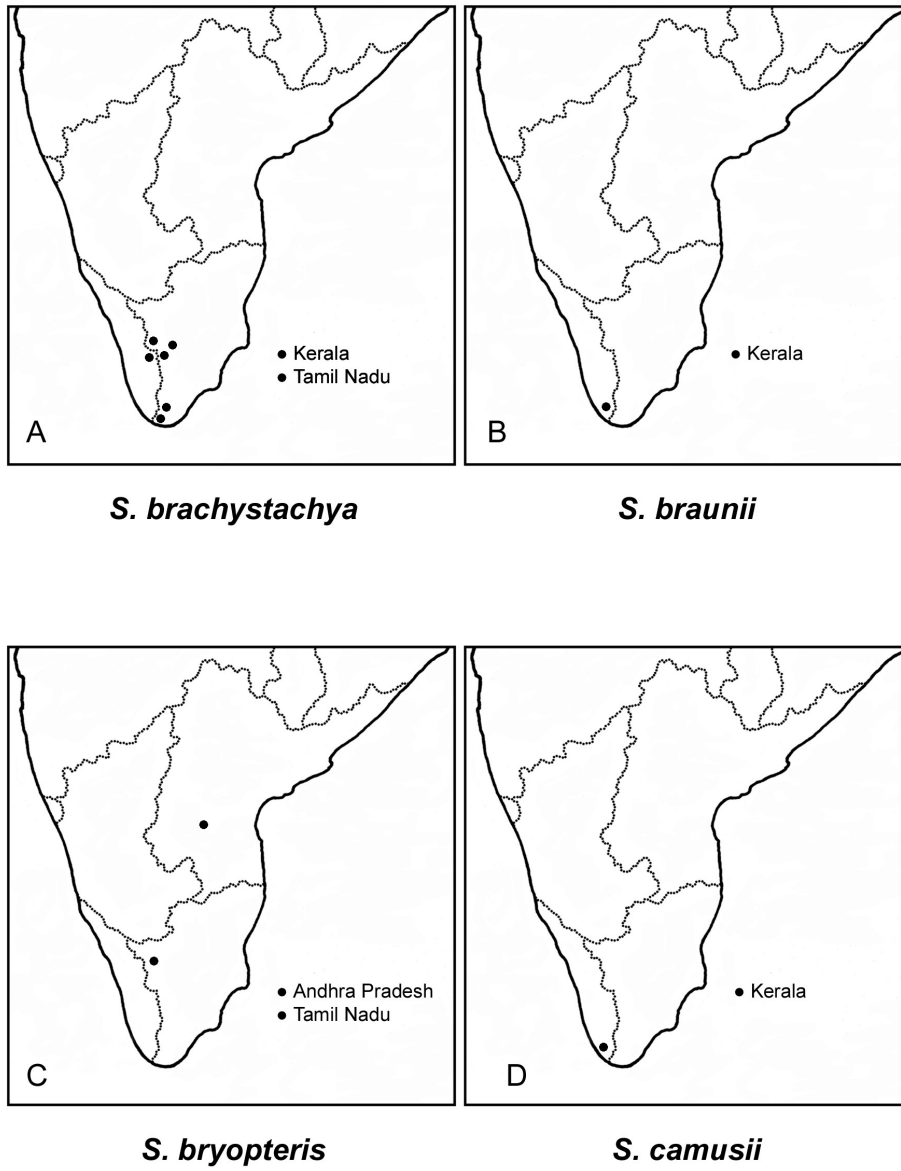 Kerala
Tamil Nadu
A
S. brachystachya
Kerala
B
S. braunii
Andhra Pradesh
Tamil Nadu
C
S. bryopteris
Kerala
D
S. camusii